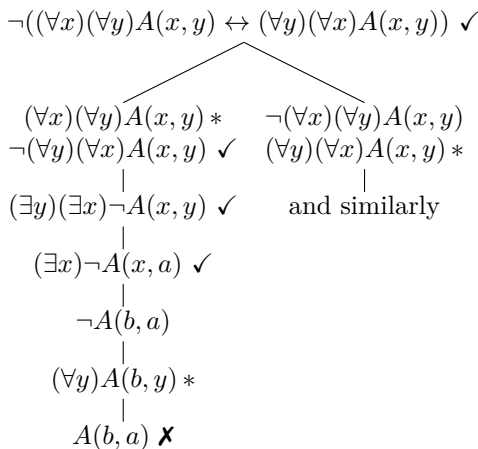 ¬((∀x)(∀y)A(x, y) ↔ (∀y)(∀x)A(x, y)) ✓
(∀x)(∀y)A(x, y) *
¬(∀y)(∀x)A(x, y) ✓
(∃y)(∃x)¬A(x, y) ✓
(∃x)¬A(x, a) ✓
¬A(b, a)
(∀y)A(b, y) *
A(b, a) ✗
¬(∀x)(∀y)A(x, y)
(∀y)(∀x)A(x, y) *
and similarly